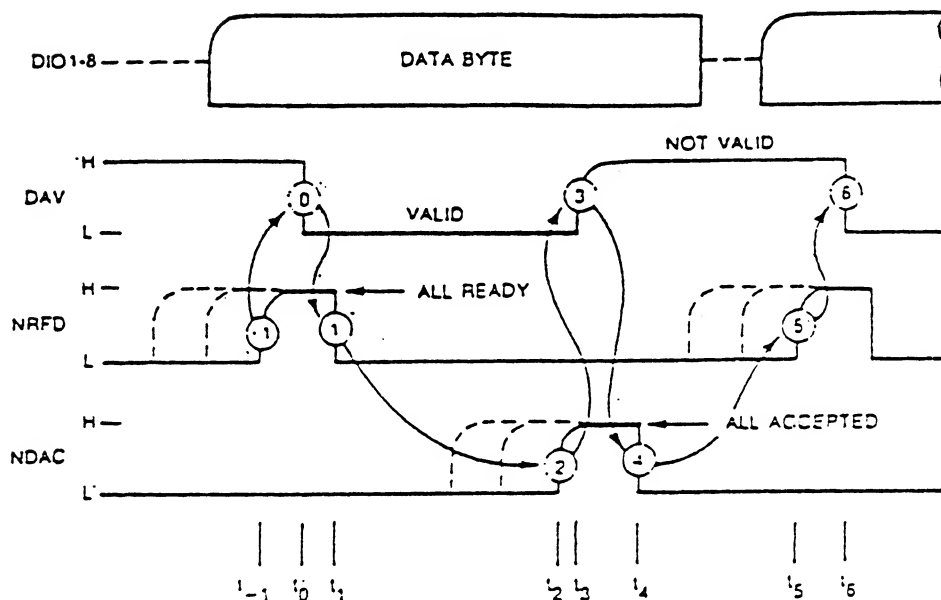 DIO1-8
DATA BYTE
H
NOT VALID
DAV
0
3
6
VALID
L
H
ALL READY
NRFD
-1
1
5
L
H
ALL ACCEPTED
NDAC
2
4
L
t-1 t0 t1 t2 t3 t4 t5 t6